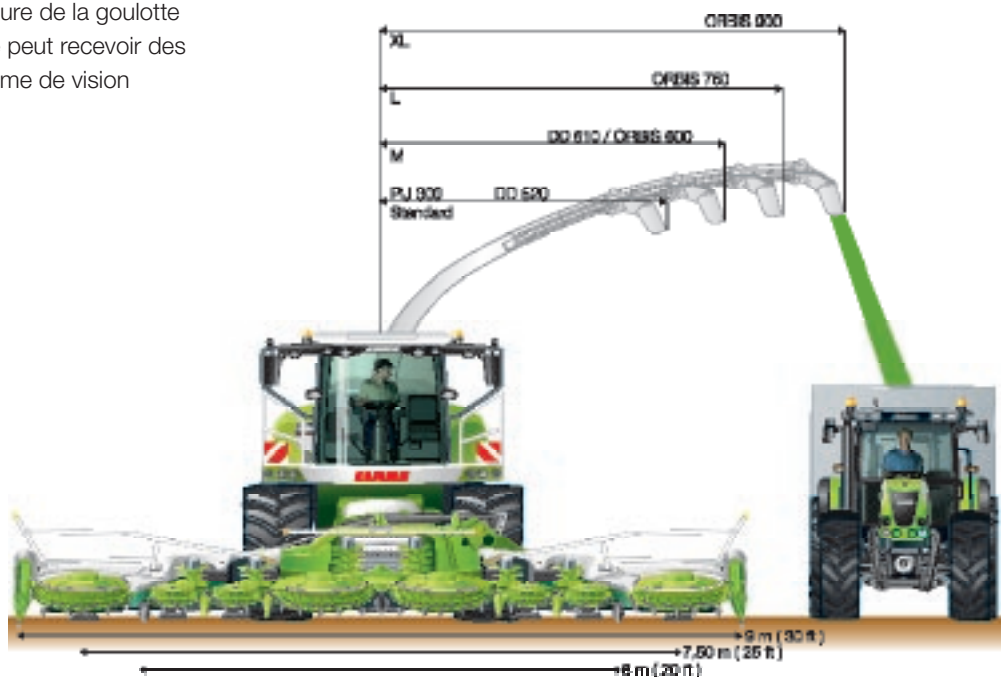 ure de la goulotte
peut recevoir des
me de vision
ORBIS 900
XL
ORBIS 750
L
DD 610 / ORBIS 600
M
PU 300 DD 520
Standard
CLAAS
9 m (30 ft)
7,50 m (25 ft)
6 m (20 ft)